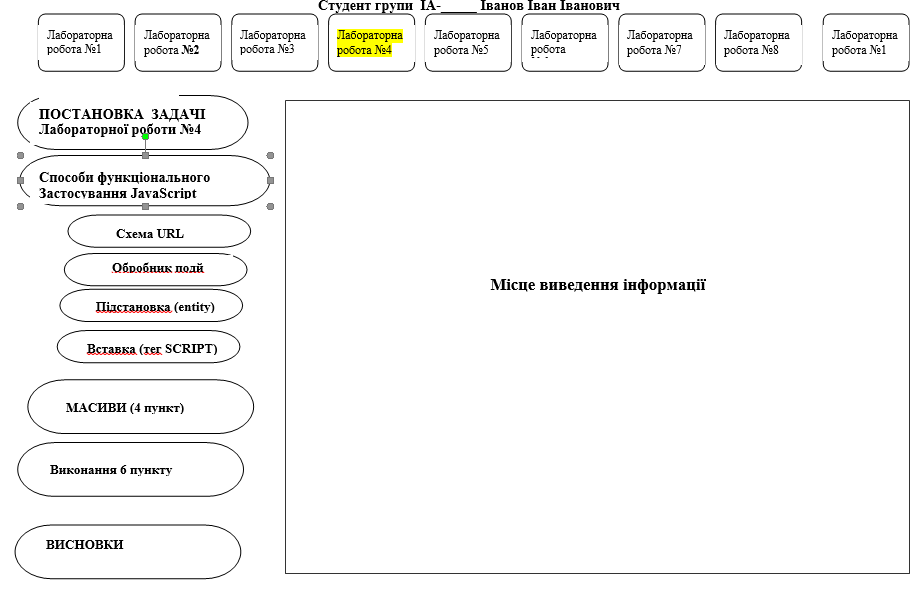 Студент групи ІА-_____ Іванов Іван Іванович
Лабораторна
робота №1
Лабораторна
робота №2
Лабораторна
робота №3
Лабораторна
робота №4
Лабораторна
робота №5
Лабораторна
робота
Лабораторна
робота №7
Лабораторна
робота №8
Лабораторна
робота №1
ПОСТАНОВКА ЗАДАЧІ
Лабораторної роботи №4
Способи функціонального
Застосування JavaScript
Схема URL
Обробник подй
Підстановка (entity)
Вставка (тег SCRIPT)
МАСИВИ (4 пункт)
Виконання 6 пункту
ВИСНОВКИ
Місце виведення інформації